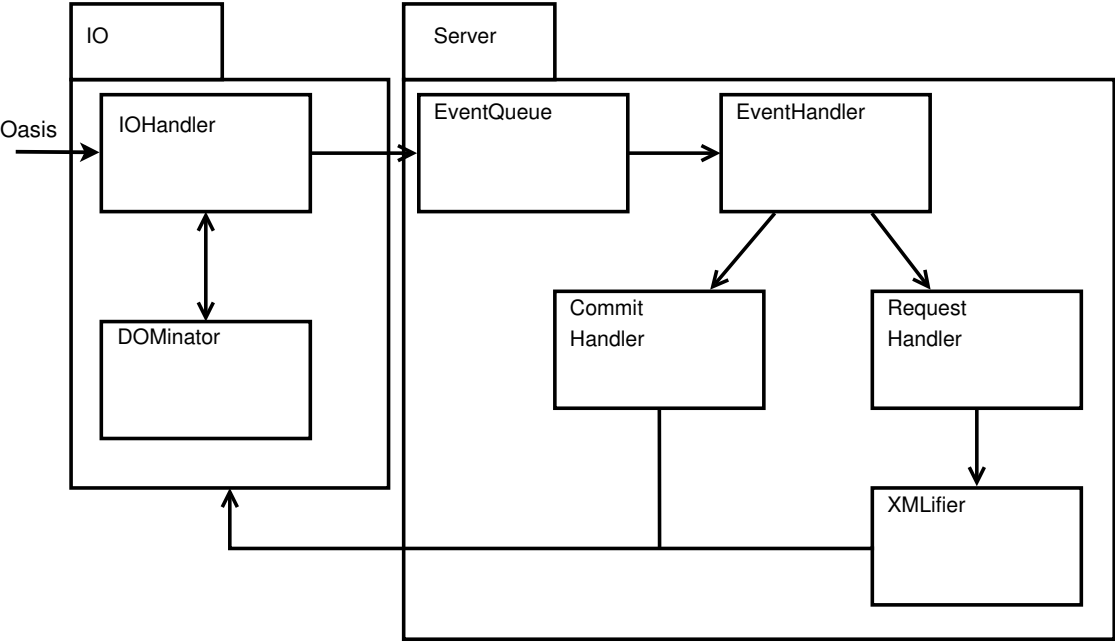 IO
Server
Oasis
IOHandler
EventQueue
EventHandler
DOMinator
Commit
Handler
Request
Handler
XMLifier